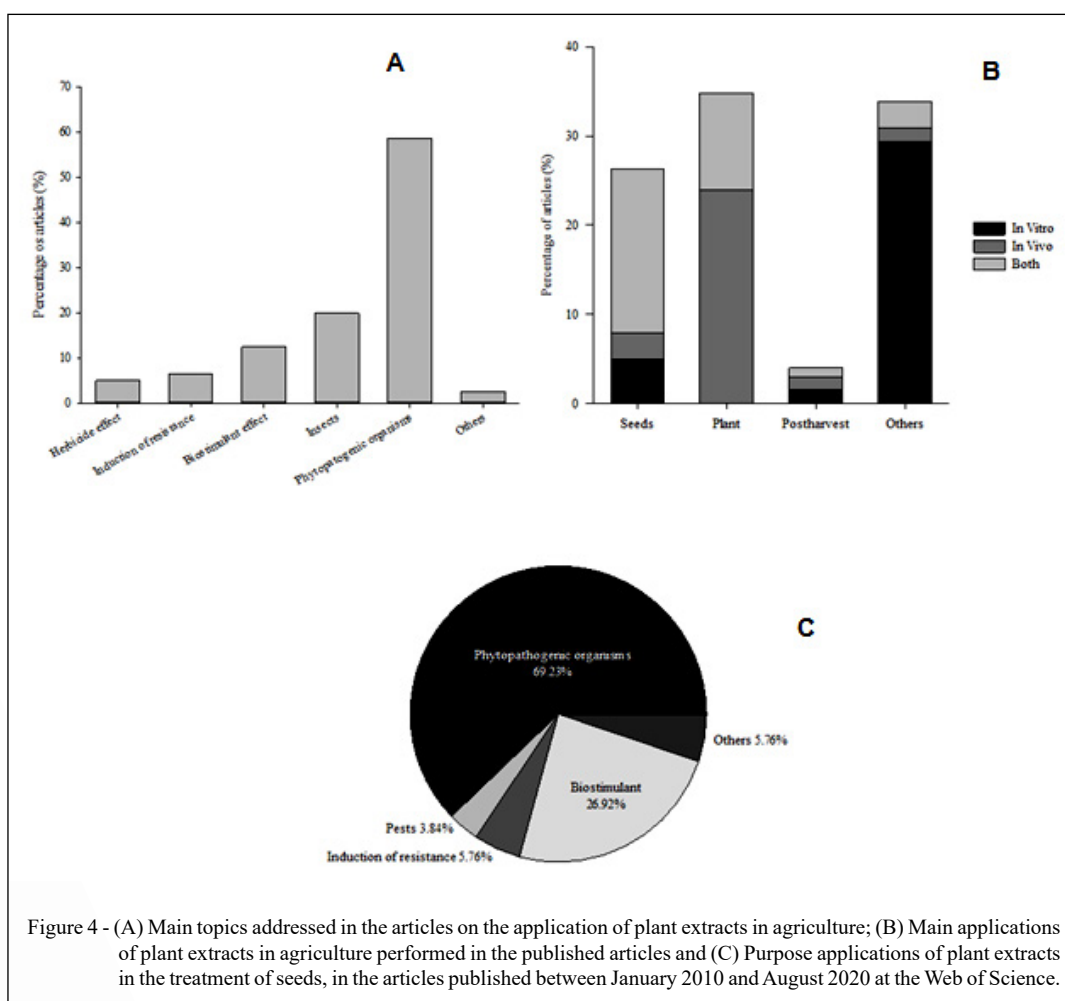 A
Percentage os articles (%)
70
60
50
40
30
20
10
0
Herbicide effect
Induction of resistance
Biostimulant effect
Insects
Phytopatogenic organisms
Others
B
Percentage of articles (%)
40
30
20
10
0
Seeds
Plant
Postharvest
Others
In Vitro
In Vivo
Both
C
Phytopathogenic organisms
69.23%
Others 5.76%
Biostimulant
26.92%
Pests 3.84%
Induction of resistance 5.76%
Figure 4 - (A) Main topics addressed in the articles on the application of plant extracts in agriculture; (B) Main applications
of plant extracts in agriculture performed in the published articles and (C) Purpose applications of plant extracts
in the treatment of seeds, in the articles published between January 2010 and August 2020 at the Web of Science.